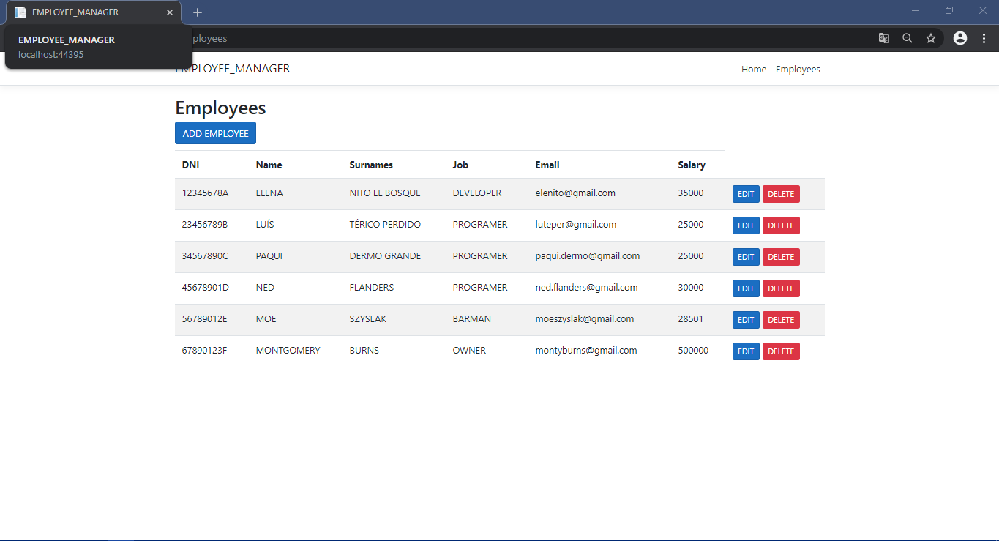 EMPLOYEE_MANAGER
EMPLOYEE_MANAGER
localhost:44395
ployees
EMPLOYEE_MANAGER
Home Employees
Employees
ADD EMPLOYEE
DNI Name Surnames Job Email Salary
12345678A ELENA NITO EL BOSQUE DEVELOPER elenito@gmail.com 35000 EDIT DELETE
23456789B LUÍS TÉRICO PERDIDO PROGRAMER luteper@gmail.com 25000 EDIT DELETE
34567890C PAQUI DERMO GRANDE PROGRAMER paqui.dermo@gmail.com 25000 EDIT DELETE
45678901D NED FLANDERS PROGRAMER ned.flanders@gmail.com 30000 EDIT DELETE
56789012E MOE SZYSLAK BARMAN moeszyslak@gmail.com 28501 EDIT DELETE
67890123F MONTGOMERY BURNS OWNER montyburns@gmail.com 500000 EDIT DELETE